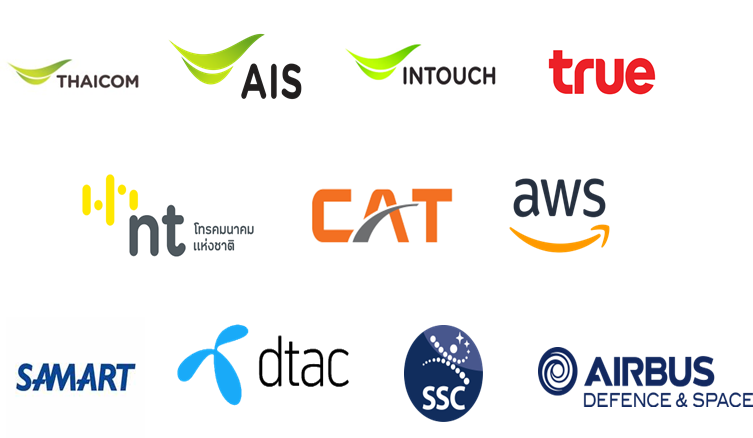 THAICOM
AIS
INTOUCH
true
nt
โทรคมนาคม
แห่งชาติ
CAT
aws
SAMART
dtac
SSC
AIRBUS
DEFENCE & SPACE